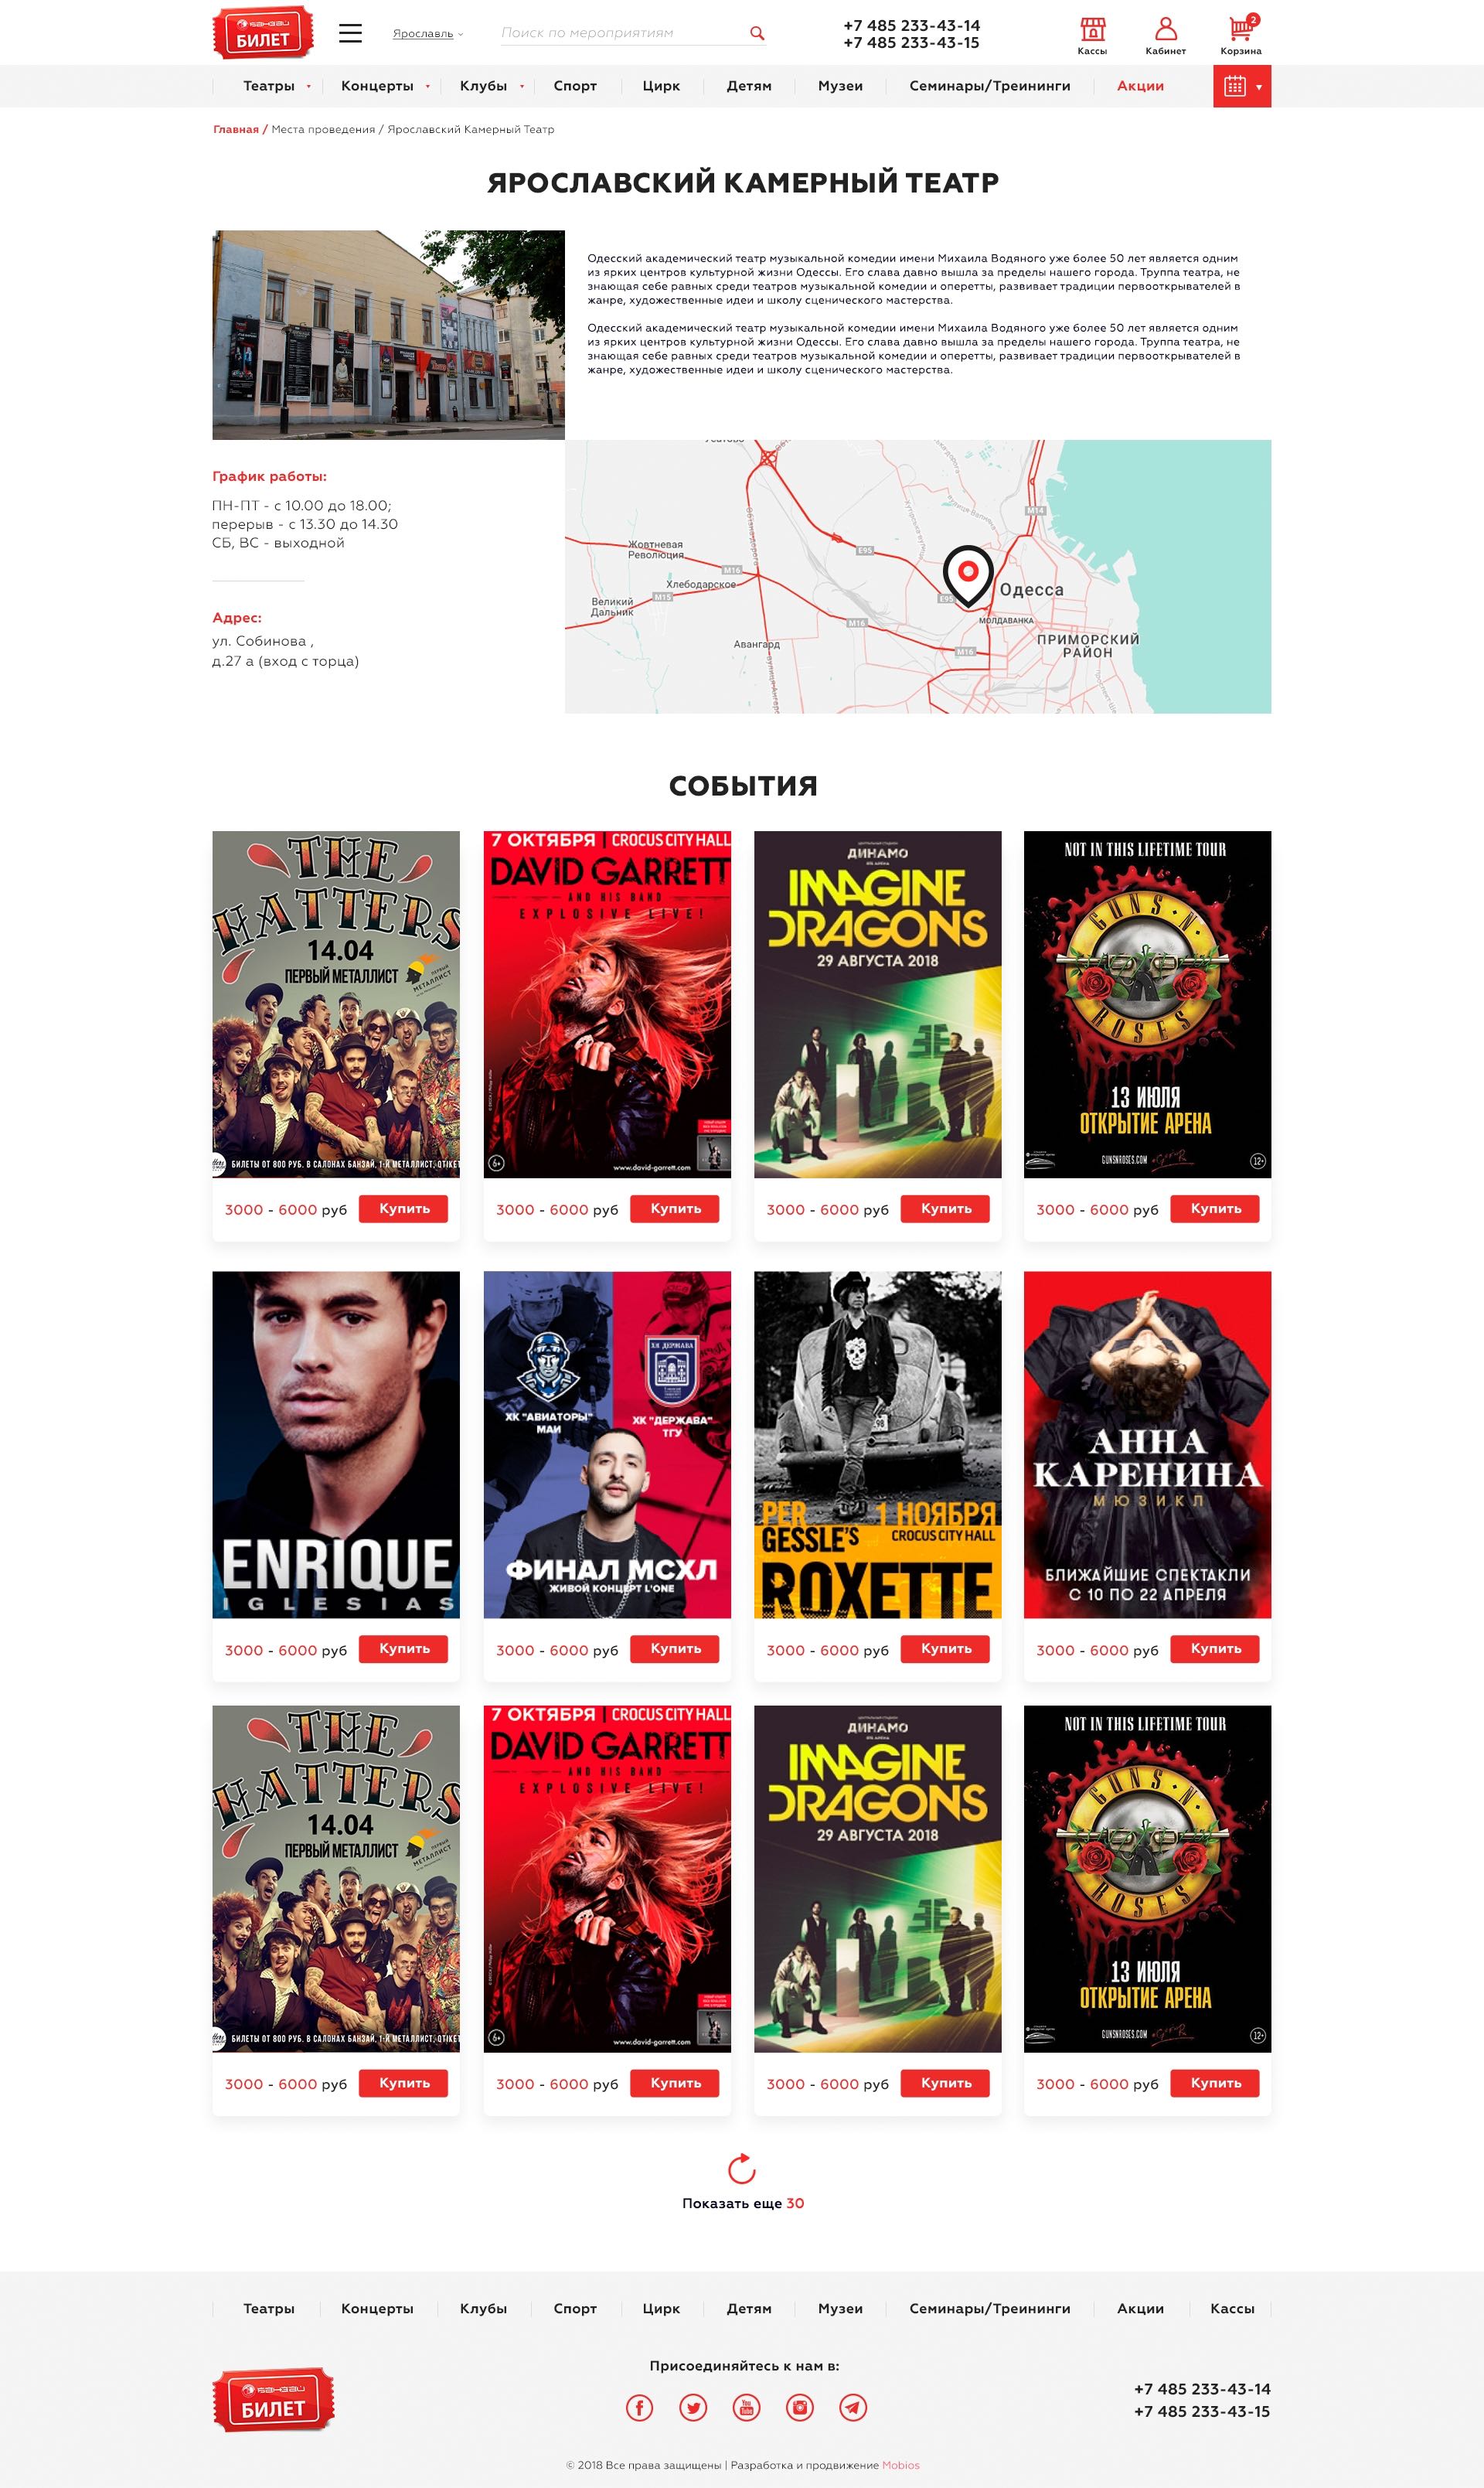 банзай
БИЛЕТ
Ярославль
Поиск по мероприятиям
+7 485 233-43-14
+7 485 233-43-15
Кассы
Кабинет
2
Корзина
Театры
Концерты
Клубы
Спорт
Цирк
Детям
Музеи
Семинары/Треининги
Акции
Главная / Места проведения / Ярославский Камерный Театр
ЯРОСЛАВСКИЙ КАМЕРНЫЙ ТЕАТР
Одесский академический театр музыкальной комедии имени Михаила Водяного уже более 50 лет является одним
из ярких центров культурной жизни Одессы. Его слава давно вышла за пределы нашего города. Труппа театра, не
знающая себе равных среди театров музыкальной комедии и оперетты, развивает традиции первооткрывателей в
жанре, художественные идеи и школу сценического мастерства.
Одесский академический театр музыкальной комедии имени Михаила Водяного уже более 50 лет является одним
из ярких центров культурной жизни Одессы. Его слава давно вышла за пределы нашего города. Труппа театра, не
знающая себе равных среди театров музыкальной комедии и оперетты, развивает традиции первооткрывателей в
жанре, художественные идеи и школу сценического мастерства.
График работы:
ПН-ПТ - с 10.00 до 18.00;
перерыв - с 13.30 до 14.30
СБ, ВС - выходной
Адрес:
ул. Собинова ,
д.27 а (вход с торца)
Жовтневая
Революция
Хлебодарское
Великий
Дальник
Авангард
M16
M15
E95
M14
E95
M16
M16
Одесса
МОЛДАВАНКА
ПРИМОРСКИЙ
РАЙОН
СОБЫТИЯ
THE
HATTERS
14.04
ПЕРВЫЙ МЕТАЛЛИСТ
ПЕРВЫЙ
МЕТАЛЛИСТ
БИЛЕТЫ ОТ 800 РУБ. В САЛОНАХ БАНЗАЙ, 1-Й МЕТАЛЛИСТ, QTIKET
3000 - 6000 руб
Купить
7 ОКТЯБРЯ | CROCUS CITY HALL
DAVID GARRETT
AND HIS BAND
EXPLOSIVE LIVE!
6+
www.david-garrett.com
3000 - 6000 руб
Купить
ДИНАМО
IMAGINE
DRAGONS
29 АВГУСТА 2018
3000 - 6000 руб
Купить
NOT IN THIS LIFETIME TOUR
GUNS N'
ROSES
13 ИЮЛЯ
ОТКРЫТИЕ АРЕНА
GUNSNROSES.COM
12+
3000 - 6000 руб
Купить
ENRIQUE
IGLESIAS
3000 - 6000 руб
Купить
ХК "АВИАТОРЫ"
МАИ
ХК ДЕРЖАВА
ХК "ДЕРЖАВА"
ТГУ
ФИНАЛ МСХЛ
ЖИВОЙ КОНЦЕРТ L'ONE
3000 - 6000 руб
Купить
PER
GESSLE'S
1 НОЯБРЯ
CROCUS CITY HALL
ROXETTE
3000 - 6000 руб
Купить
АННА
КАРЕНИНА
МЮЗИКЛ
БЛИЖАЙШИЕ СПЕКТАКЛИ
С 10 ПО 22 АПРЕЛЯ
3000 - 6000 руб
Купить
THE
HATTERS
14.04
ПЕРВЫЙ МЕТАЛЛИСТ
ПЕРВЫЙ
МЕТАЛЛИСТ
БИЛЕТЫ ОТ 800 РУБ. В САЛОНАХ БАНЗАЙ, 1-Й МЕТАЛЛИСТ, QTIKET
3000 - 6000 руб
Купить
7 ОКТЯБРЯ | CROCUS CITY HALL
DAVID GARRETT
AND HIS BAND
EXPLOSIVE LIVE!
6+
www.david-garrett.com
3000 - 6000 руб
Купить
ДИНАМО
IMAGINE
DRAGONS
29 АВГУСТА 2018
3000 - 6000 руб
Купить
NOT IN THIS LIFETIME TOUR
GUNS N'
ROSES
13 ИЮЛЯ
ОТКРЫТИЕ АРЕНА
GUNSNROSES.COM
12+
3000 - 6000 руб
Купить
Показать еще 30
Театры
Концерты
Клубы
Спорт
Цирк
Детям
Музеи
Семинары/Треининги
Акции
Кассы
банзай
БИЛЕТ
Присоединяйтесь к нам в:
You
Tube
+7 485 233-43-14
+7 485 233-43-15
© 2018 Все права защищены | Разработка и продвижение Mobios